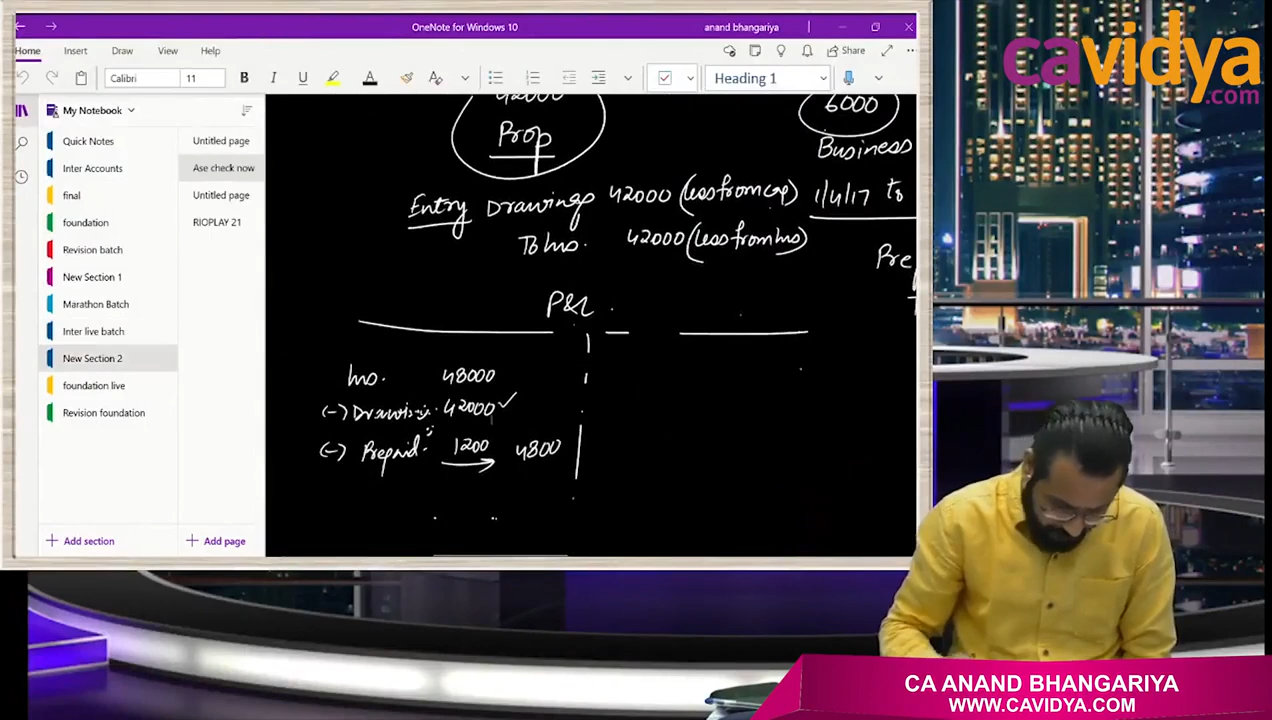 OneNote for Windows 10
anand bhangariya
cavidya
.com
Home Insert Draw View Help
Share
Calibri 11 B I U A Heading 1
My Notebook
Quick Notes
Inter Accounts
final
foundation
Revision batch
New Section 1
Marathon Batch
Inter live batch
New Section 2
foundation live
Revision foundation
Untitled page
Ase check now
Untitled page
RIOPLAY 21
Add section
Add page
42000
Prop
6000
Business
Entry Drawings 42000 (less from cap)
To Ins. 42000 (less from Ins)
1/4/17 to
Pre
P&L
Ins. 48000
(-) Drawings. 42000 ✓
(-) Prepaid. 1200 4800
CA ANAND BHANGARIYA
WWW.CAVIDYA.COM